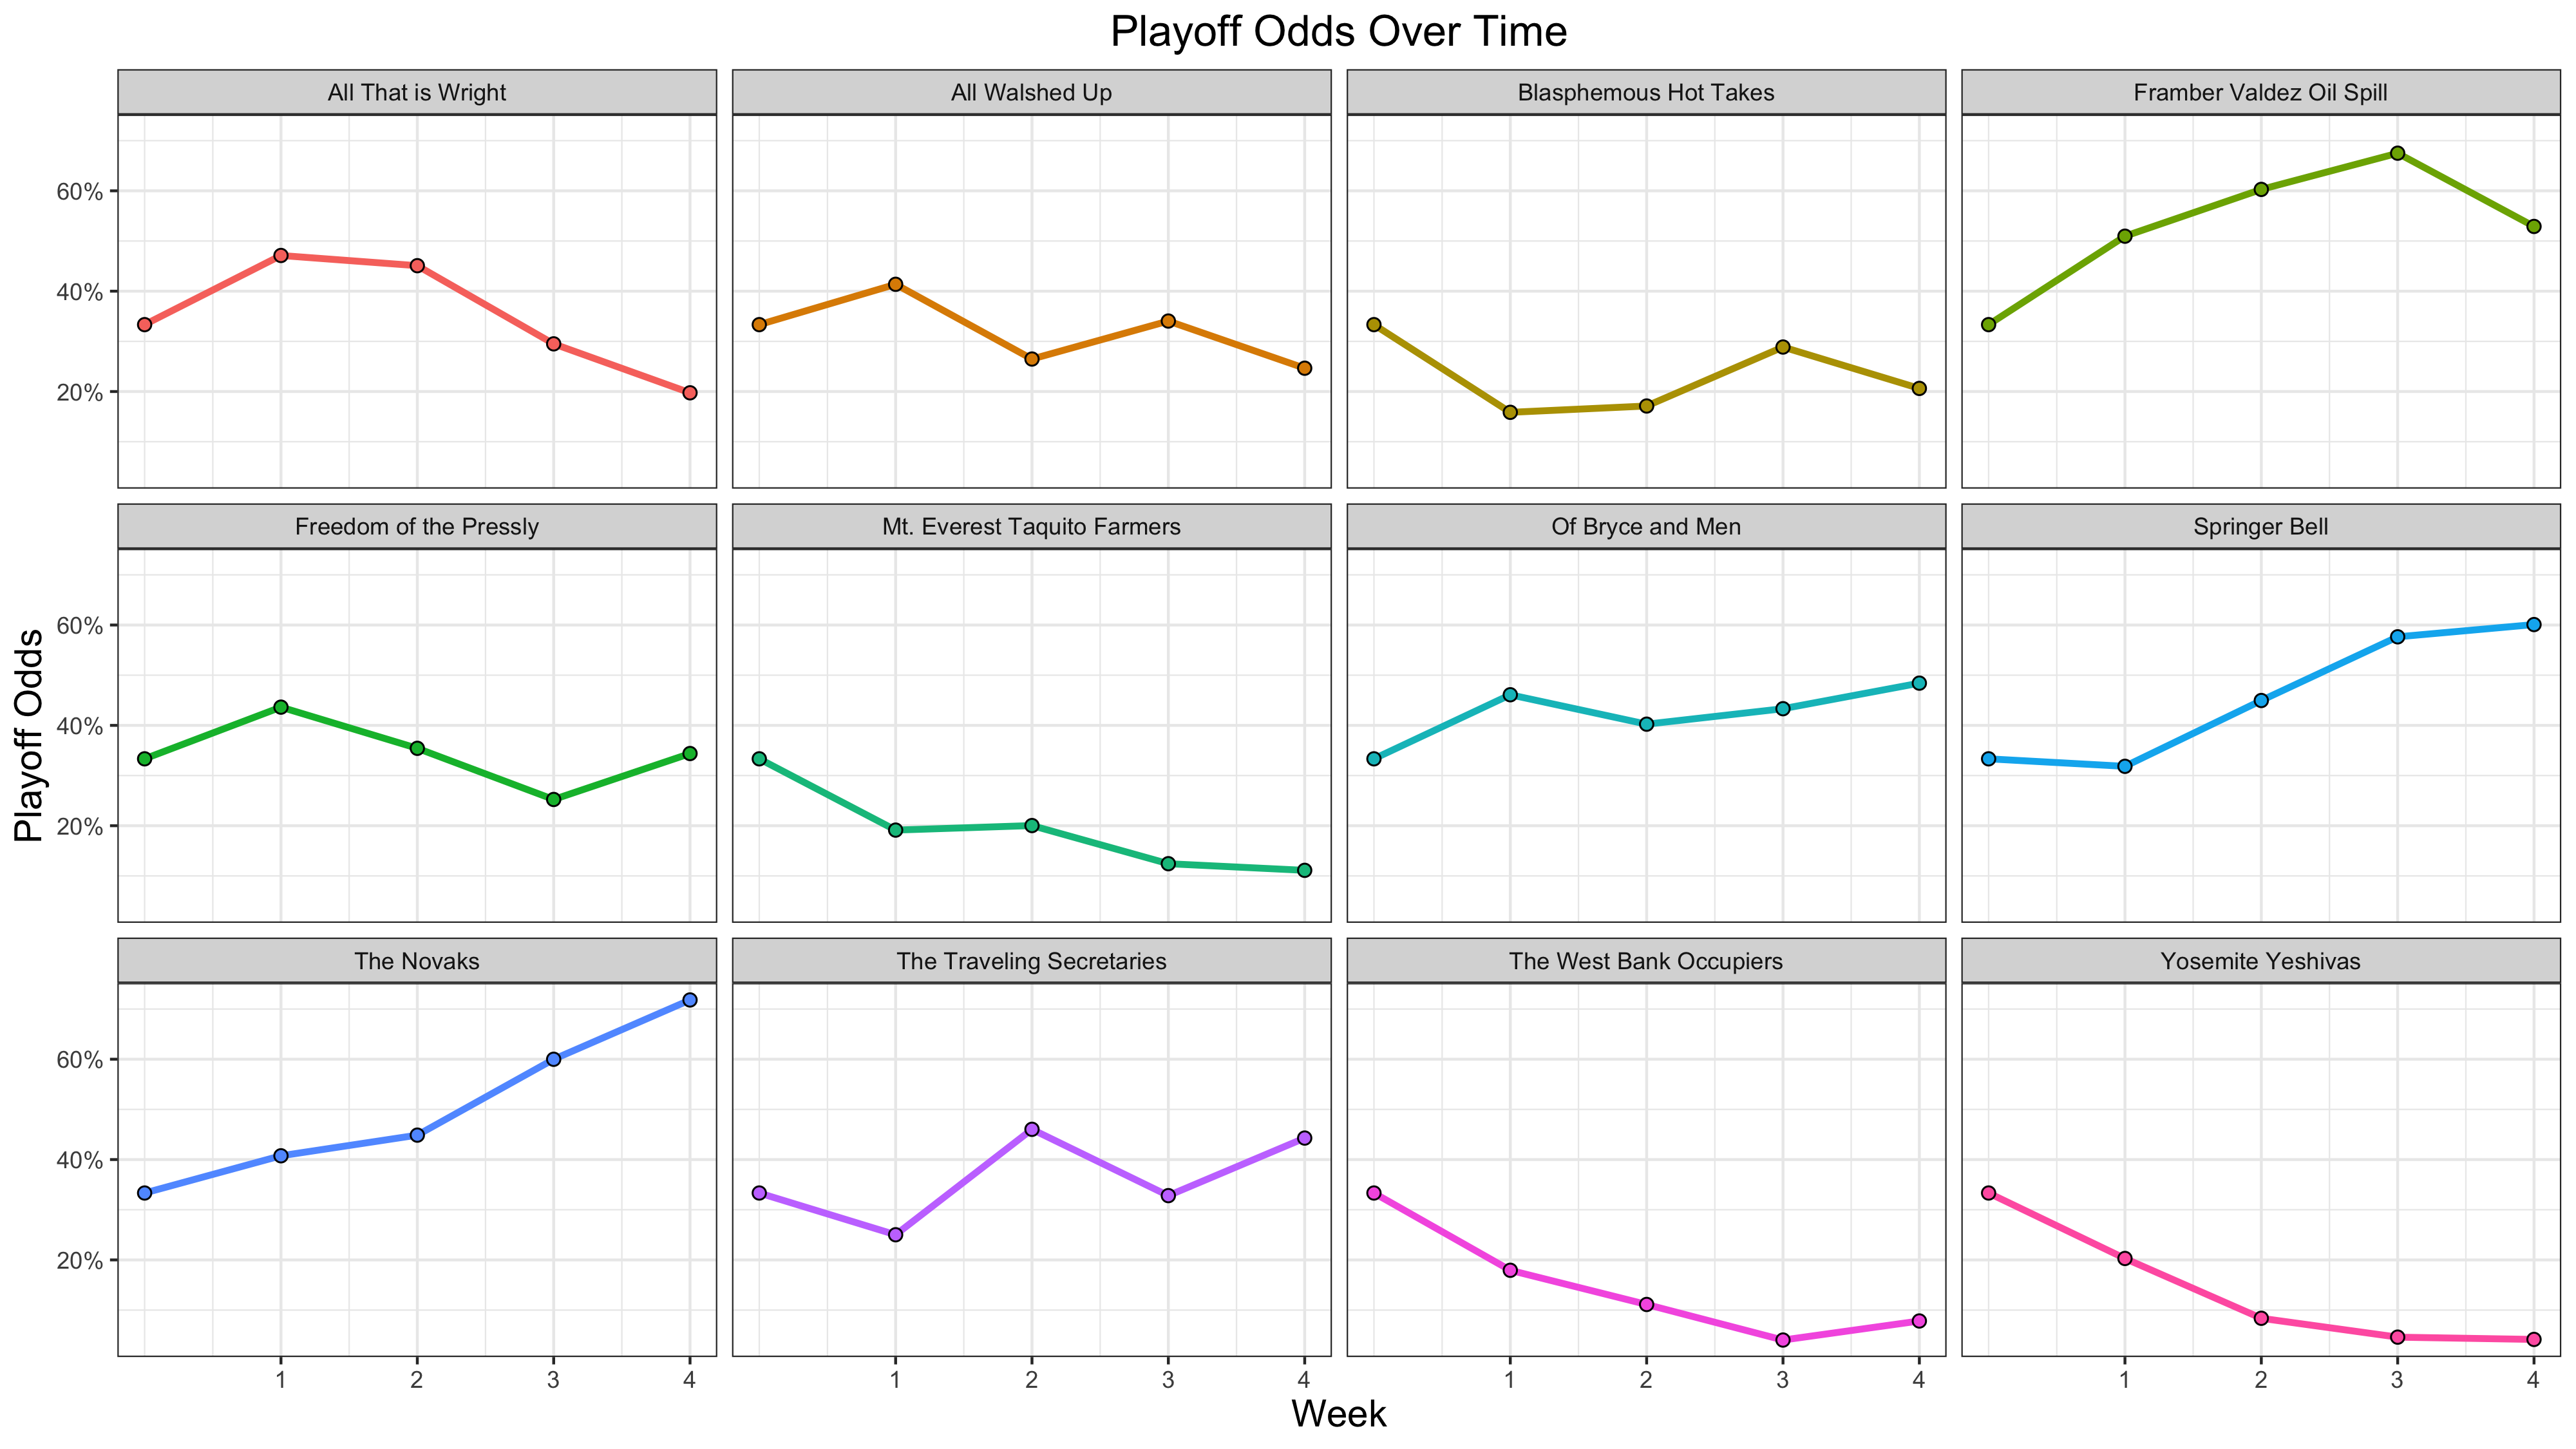 Playoff Odds Over Time
All That is Wright
All Walshed Up
Blasphemous Hot Takes
Framber Valdez Oil Spill
60%
40%
20%
Freedom of the Pressly
Mt. Everest Taquito Farmers
Of Bryce and Men
Springer Bell
60%
40%
20%
Playoff Odds
The Novaks
The Traveling Secretaries
The West Bank Occupiers
Yosemite Yeshivas
60%
40%
20%
1 2 3 4 1 2 3 4 1 2 3 4 1 2 3 4
Week